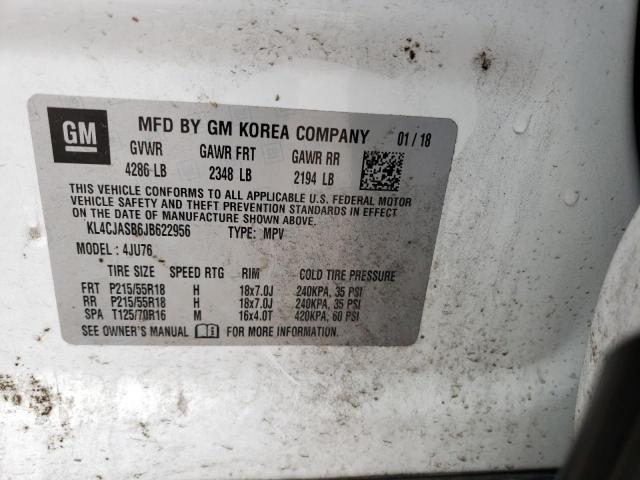 GM MFD BY GM KOREA COMPANY 01 / 18
GVWR GAWR FRT GAWR RR
4286 LB 2348 LB 2194 LB
THIS VEHICLE CONFORMS TO ALL APPLICABLE U.S. FEDERAL MOTOR
VEHICLE SAFETY AND THEFT PREVENTION STANDARDS IN EFFECT
ON THE DATE OF MANUFACTURE SHOWN ABOVE.
KL4CJASB6JB622956 TYPE: MPV
MODEL : 4JU76
TIRE SIZE SPEED RTG RIM COLD TIRE PRESSURE
FRT P215/55R18 H 18x7.0J 240KPA, 35 PSI
RR P215/55R18 H 18x7.0J 240KPA, 35 PSI
SPA T125/70R16 M 16x4.0T 420KPA, 60 PSI
SEE OWNER'S MANUAL FOR MORE INFORMATION